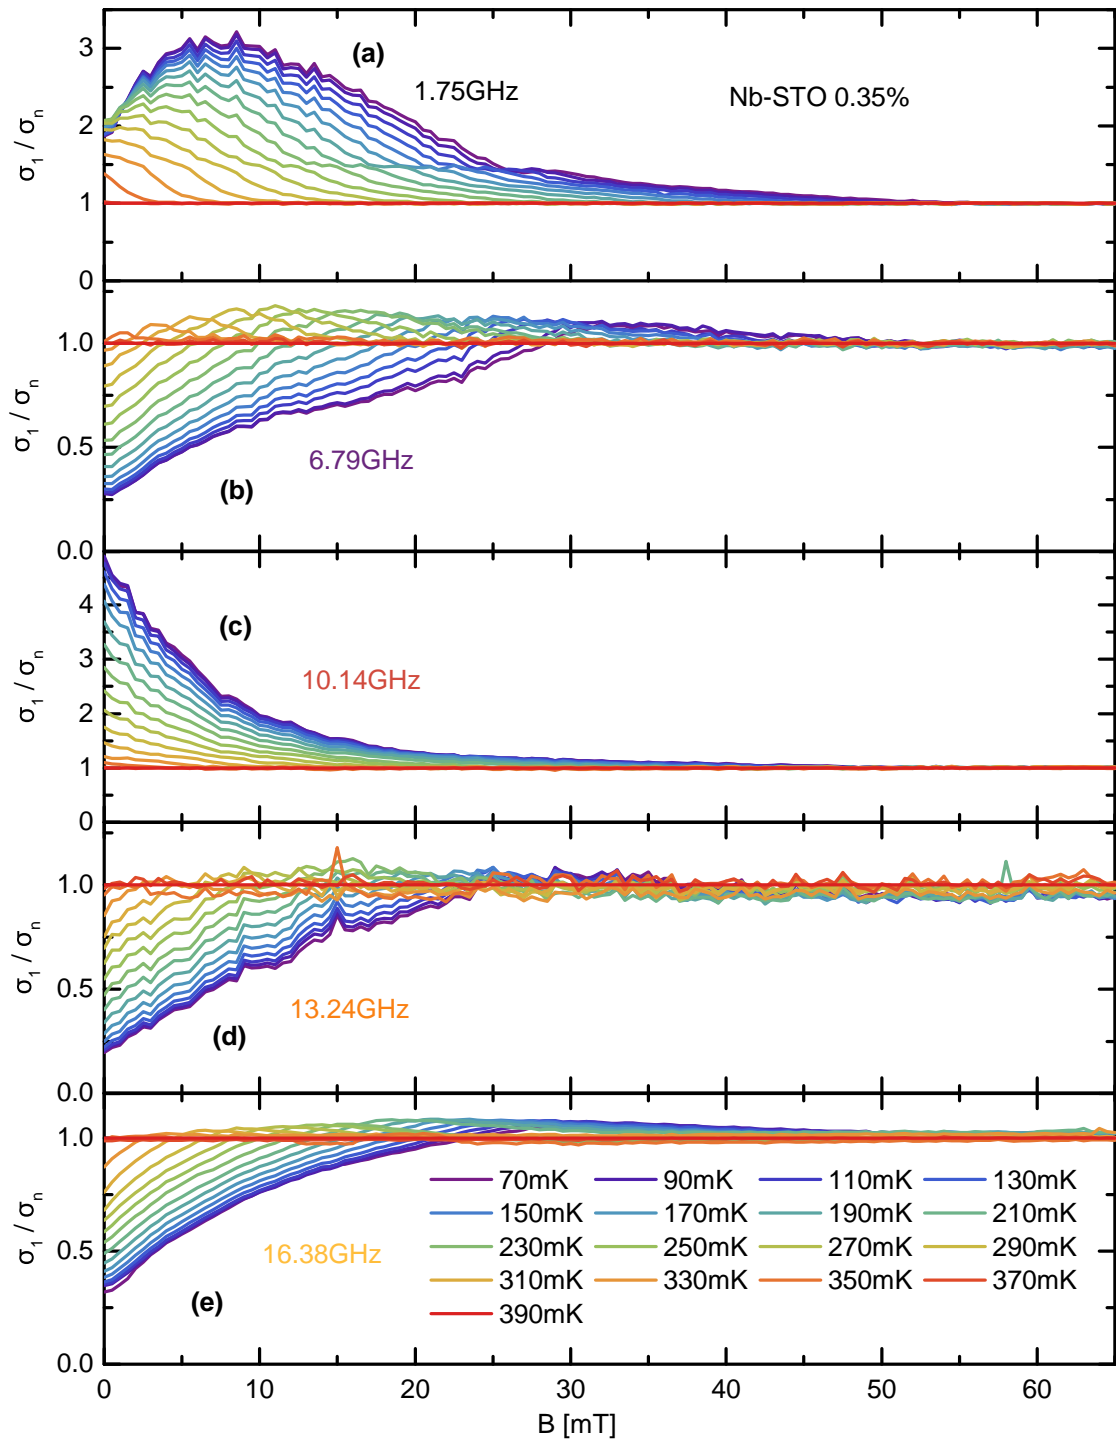 (a)
1.75GHz
Nb-STO 0.35%
3
2
1
0
σ1 / σn
1.0
0.5
0.0
σ1 / σn
6.79GHz
(b)
4
3
2
1
0
σ1 / σn
(c)
10.14GHz
1.0
0.5
0.0
σ1 / σn
13.24GHz
(d)
1.0
0.5
0.0
σ1 / σn
16.38GHz
(e)
70mK 90mK 110mK 130mK
150mK 170mK 190mK 210mK
230mK 250mK 270mK 290mK
310mK 330mK 350mK 370mK
390mK
0 10 20 30 40 50 60
B [mT]